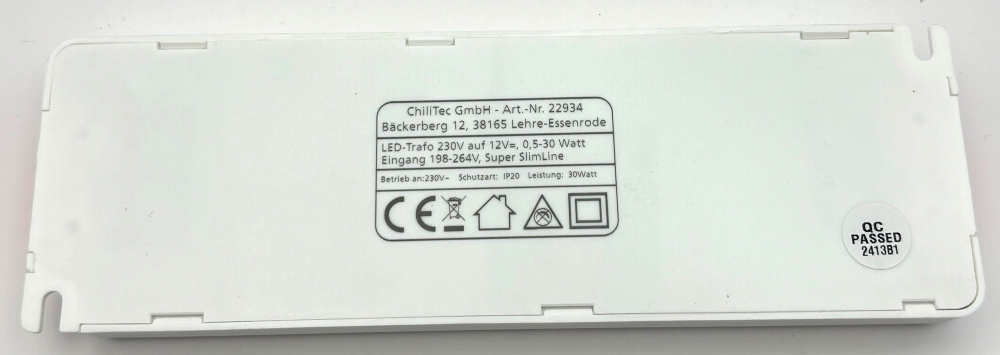 ChiliTec GmbH - Art.-Nr. 22934
Bäckerberg 12, 38165 Lehre-Essenrode
LED-Trafo 230V auf 12V=, 0,5-30 Watt
Eingang 198-264V, Super SlimLine
Betrieb an:230V~ Schutzart: IP20 Leistung: 30Watt
CE
QC
PASSED
2413B1